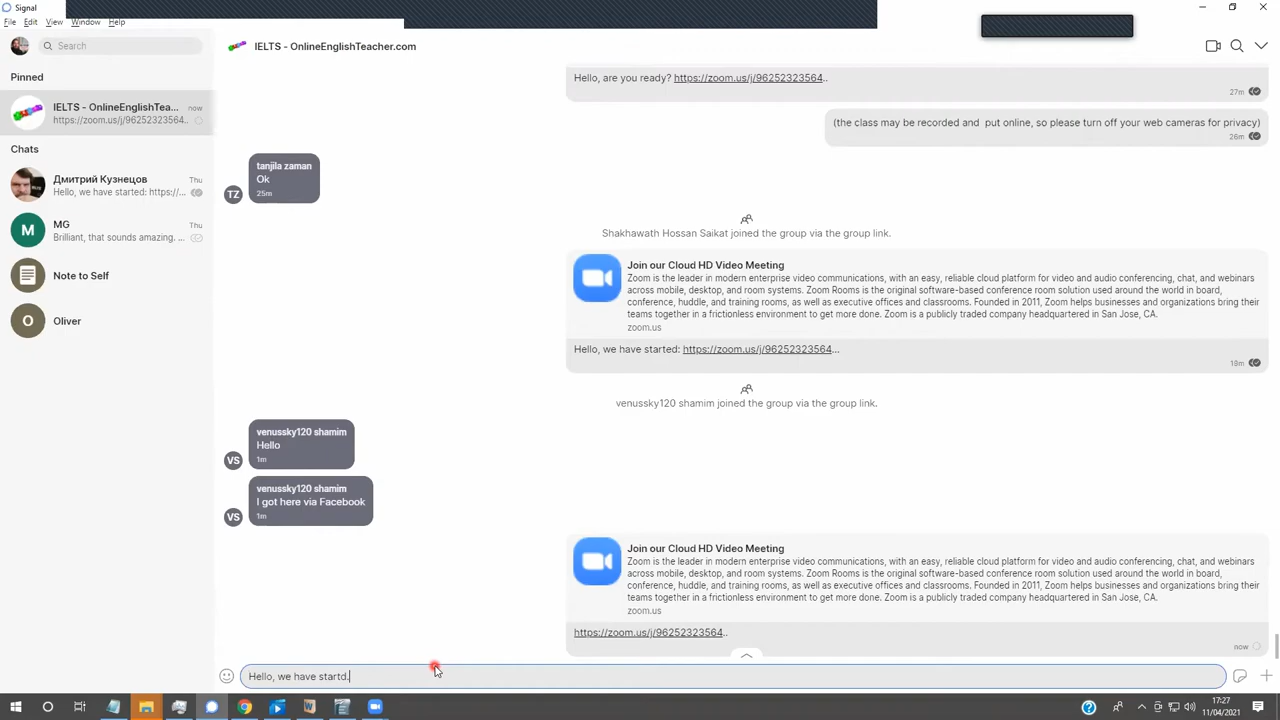 Signal
File Edit View Window Help
Search
IELTS - OnlineEnglishTeacher.com
Pinned
IELTS - OnlineEnglishTea... now
https://zoom.us/j/96252323564..
Chats
Дмитрий Кузнецов Thu
Hello, we have started: https://...
M
MG Thu
Brilliant, that sounds amazing. ...
Note to Self
O
Oliver
Hello, are you ready? https://zoom.us/j/96252323564..
27m
(the class may be recorded and put online, so please turn off your web cameras for privacy)
26m
tanjila zaman
Ok
25m
TZ
Shakhawath Hossan Saikat joined the group via the group link.
Join our Cloud HD Video Meeting
Zoom is the leader in modern enterprise video communications, with an easy, reliable cloud platform for video and audio conferencing, chat, and webinars
across mobile, desktop, and room systems. Zoom Rooms is the original software-based conference room solution used around the world in board,
conference, huddle, and training rooms, as well as executive offices and classrooms. Founded in 2011, Zoom helps businesses and organizations bring their
teams together in a frictionless environment to get more done. Zoom is a publicly traded company headquartered in San Jose, CA.
zoom.us
Hello, we have started: https://zoom.us/j/96252323564...
19m
venussky120 shamim joined the group via the group link.
venussky120 shamim
Hello
1m
VS
venussky120 shamim
I got here via Facebook
1m
VS
Join our Cloud HD Video Meeting
Zoom is the leader in modern enterprise video communications, with an easy, reliable cloud platform for video and audio conferencing, chat, and webinars
across mobile, desktop, and room systems. Zoom Rooms is the original software-based conference room solution used around the world in board,
conference, huddle, and training rooms, as well as executive offices and classrooms. Founded in 2011, Zoom helps businesses and organizations bring their
teams together in a frictionless environment to get more done. Zoom is a publicly traded company headquartered in San Jose, CA.
zoom.us
https://zoom.us/j/96252323564..
now
Hello, we have startd.
17:27
11/04/2021